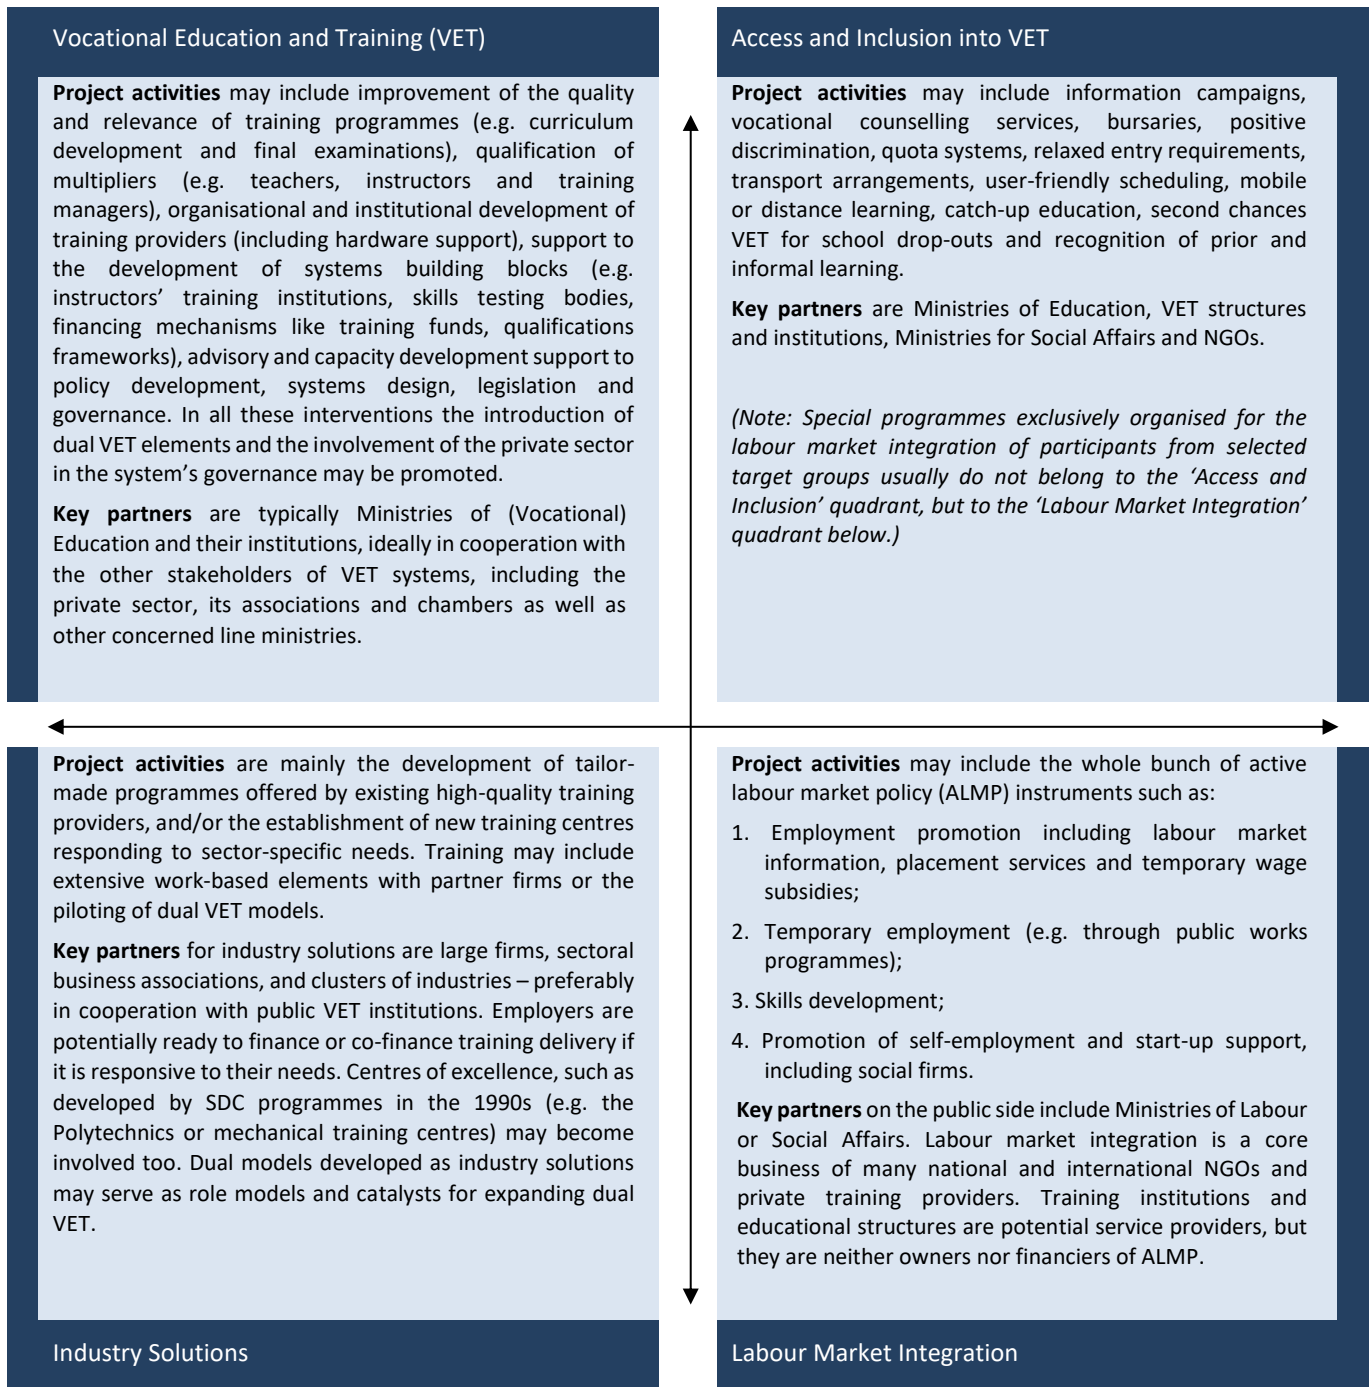 Vocational Education and Training (VET)
Project activities may include improvement of the quality
and relevance of training programmes (e.g. curriculum
development and final examinations), qualification of
multipliers (e.g. teachers, instructors and training
managers), organisational and institutional development of
training providers (including hardware support), support to
the development of systems building blocks (e.g.
instructors’ training institutions, skills testing bodies,
financing mechanisms like training funds, qualifications
frameworks), advisory and capacity development support to
policy development, systems design, legislation and
governance. In all these interventions the introduction of
dual VET elements and the involvement of the private sector
in the system’s governance may be promoted.
Key partners are typically Ministries of (Vocational)
Education and their institutions, ideally in cooperation with
the other stakeholders of VET systems, including the
private sector, its associations and chambers as well as
other concerned line ministries.
Access and Inclusion into VET
Project activities may include information campaigns,
vocational counselling services, bursaries, positive
discrimination, quota systems, relaxed entry requirements,
transport arrangements, user-friendly scheduling, mobile
or distance learning, catch-up education, second chances
VET for school drop-outs and recognition of prior and
informal learning.
Key partners are Ministries of Education, VET structures
and institutions, Ministries for Social Affairs and NGOs.
(Note: Special programmes exclusively organised for the
labour market integration of participants from selected
target groups usually do not belong to the ‘Access and
Inclusion’ quadrant, but to the ‘Labour Market Integration’
quadrant below.)
Project activities are mainly the development of tailor-
made programmes offered by existing high-quality training
providers, and/or the establishment of new training centres
responding to sector-specific needs. Training may include
extensive work-based elements with partner firms or the
piloting of dual VET models.
Key partners for industry solutions are large firms, sectoral
business associations, and clusters of industries – preferably
in cooperation with public VET institutions. Employers are
potentially ready to finance or co-finance training delivery if
it is responsive to their needs. Centres of excellence, such as
developed by SDC programmes in the 1990s (e.g. the
Polytechnics or mechanical training centres) may become
involved too. Dual models developed as industry solutions
may serve as role models and catalysts for expanding dual
VET.
Industry Solutions
Project activities may include the whole bunch of active
labour market policy (ALMP) instruments such as:
1. Employment promotion including labour market
information, placement services and temporary wage
subsidies;
2. Temporary employment (e.g. through public works
programmes);
3. Skills development;
4. Promotion of self-employment and start-up support,
including social firms.
Key partners on the public side include Ministries of Labour
or Social Affairs. Labour market integration is a core
business of many national and international NGOs and
private training providers. Training institutions and
educational structures are potential service providers, but
they are neither owners nor financiers of ALMP.
Labour Market Integration